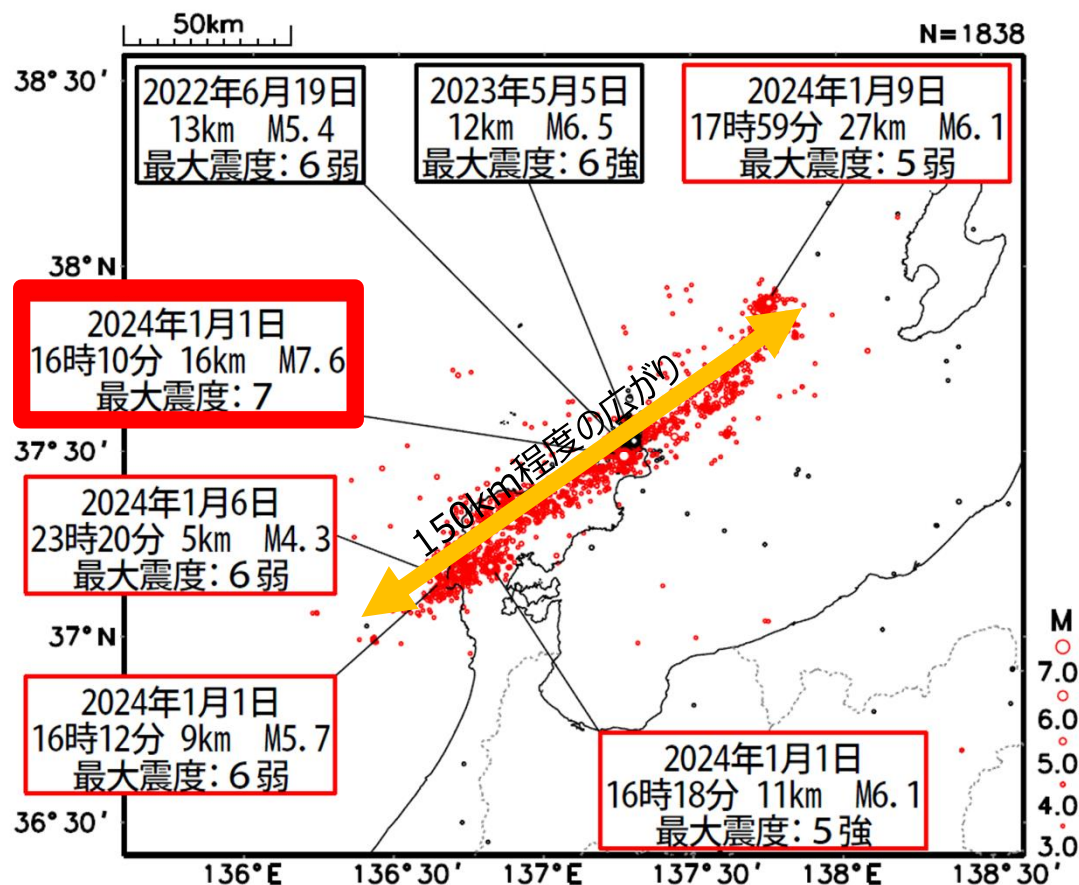 50km
N=1838
38°30′
2022年6月19日
13km M5.4
最大震度:6弱
2023年5月5日
12km M6.5
最大震度:6強
2024年1月9日
17時59分 27km M6.1
最大震度:5弱
38°N
2024年1月1日
16時10分 16km M7.6
最大震度:7
150km程度の広がり
37°30′
2024年1月6日
23時20分 5km M4.3
最大震度:6弱
37°N
2024年1月1日
16時12分 9km M5.7
最大震度:6弱
2024年1月1日
16時18分 11km M6.1
最大震度:5強
M
7.0
6.0
5.0
4.0
3.0
36°30′
136°E
136°30′
137°E
137°30′
138°E
138°30′